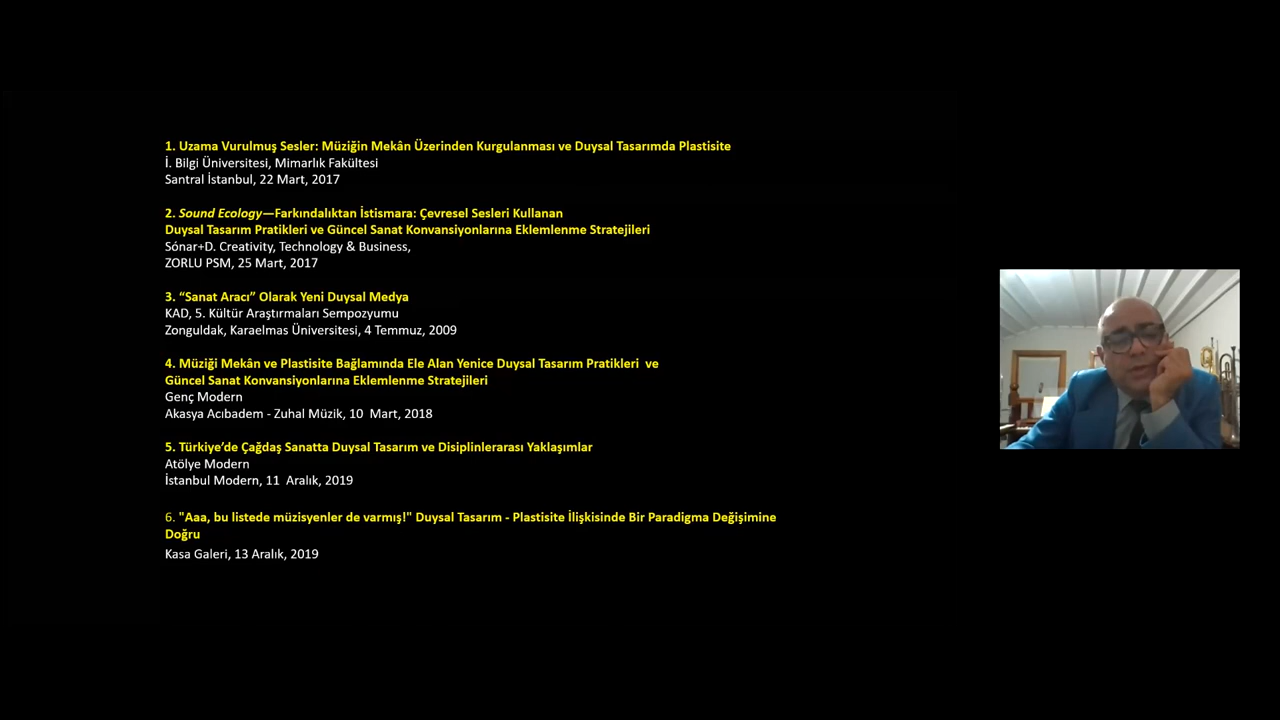 1. Uzama Vurulmuş Sesler: Müziğin Mekân Üzerinden Kurgulanması ve Duysal Tasarımda Plastisite
İ. Bilgi Üniversitesi, Mimarlık Fakültesi
Santral İstanbul, 22 Mart, 2017
2. Sound Ecology—Farkındalıktan İstismara: Çevresel Sesleri Kullanan
Duysal Tasarım Pratikleri ve Güncel Sanat Konvansiyonlarına Eklemlenme Stratejileri
Sónar+D. Creativity, Technology & Business,
ZORLU PSM, 25 Mart, 2017
3. “Sanat Aracı” Olarak Yeni Duysal Medya
KAD, 5. Kültür Araştırmaları Sempozyumu
Zonguldak, Karaelmas Üniversitesi, 4 Temmuz, 2009
4. Müziği Mekân ve Plastisite Bağlamında Ele Alan Yenice Duysal Tasarım Pratikleri  ve
Güncel Sanat Konvansiyonlarına Eklemlenme Stratejileri
Genç Modern
Akasya Acıbadem - Zuhal Müzik, 10  Mart, 2018
5. Türkiye’de Çağdaş Sanatta Duysal Tasarım ve Disiplinlerarası Yaklaşımlar
Atölye Modern
İstanbul Modern, 11  Aralık, 2019
6. "Aaa, bu listede müzisyenler de varmış!" Duysal Tasarım - Plastisite İlişkisinde Bir Paradigma Değişimine
Doğru
Kasa Galeri, 13 Aralık, 2019